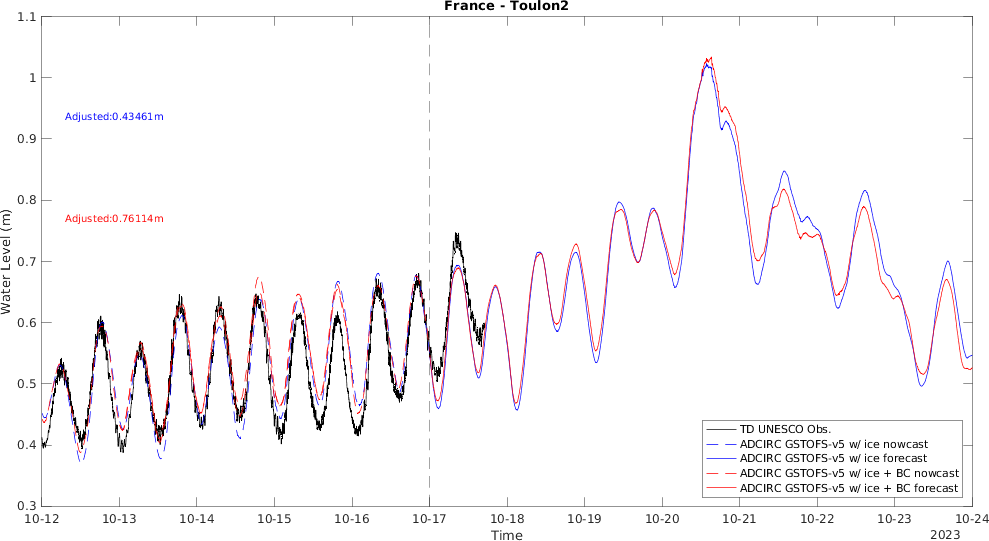 France - Toulon2
Water Level (m)
1.1
1
0.9
0.8
0.7
0.6
0.5
0.4
0.3
Adjusted:0.43461m
Adjusted:0.76114m
TD UNESCO Obs.
ADCIRC GSTOFS-v5 w/ ice nowcast
ADCIRC GSTOFS-v5 w/ ice forecast
ADCIRC GSTOFS-v5 w/ ice + BC nowcast
ADCIRC GSTOFS-v5 w/ ice + BC forecast
10-12 10-13 10-14 10-15 10-16 10-17 10-18 10-19 10-20 10-21 10-22 10-23 10-24
Time
2023